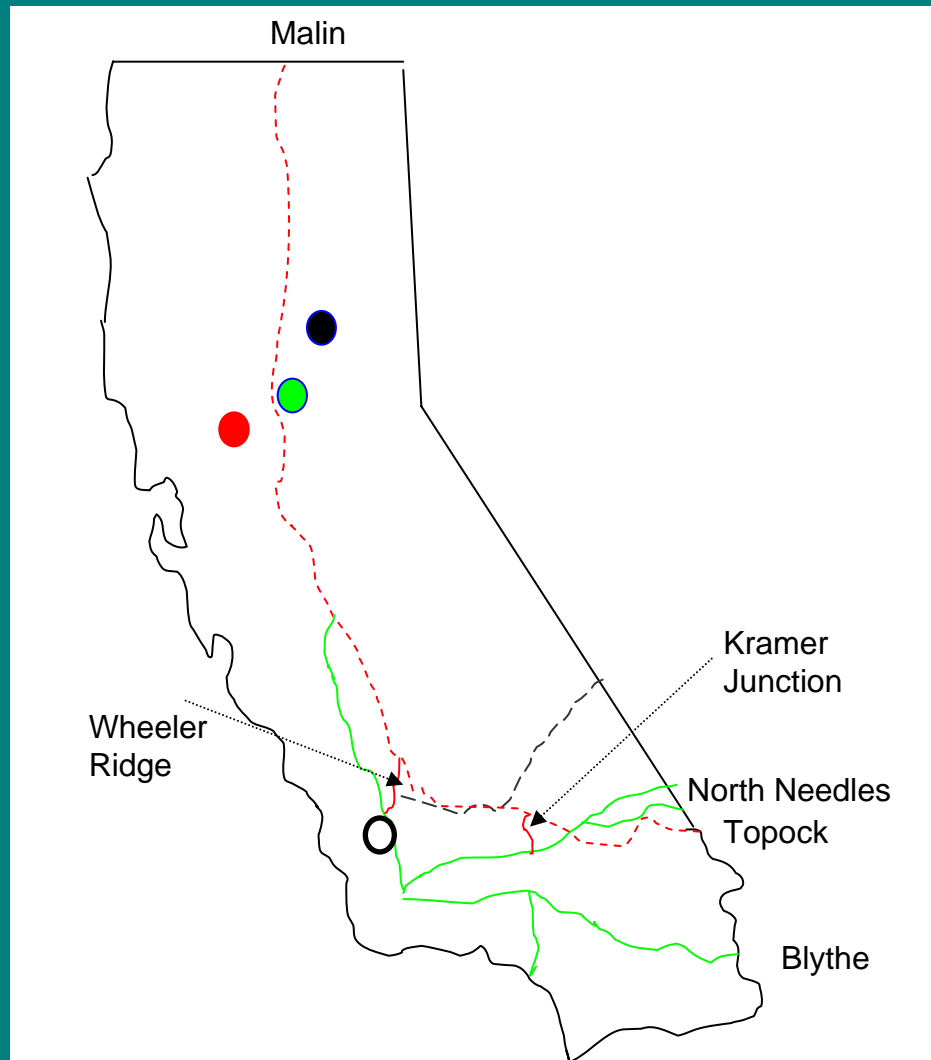 Malin
Kramer
Junction
Wheeler
Ridge
North Needles
Topock
Blythe